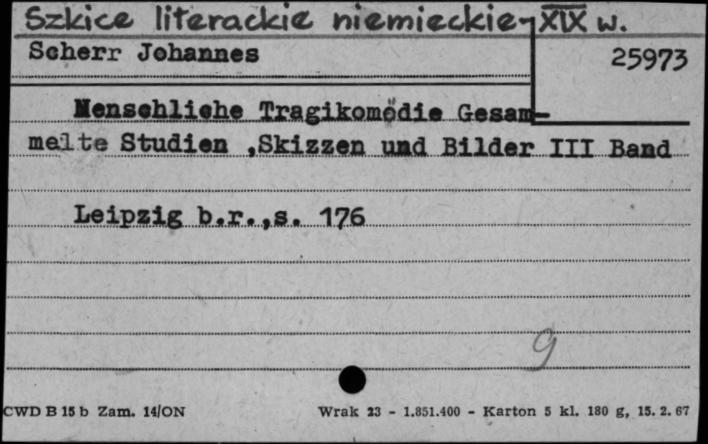 Szkice literackie niemieckie-XIX w.
Scherr Johannes
25973
Menschliche Tragikomödie Gesam-
melte Studien ,Skizzen und Bilder III Band
Leipzig b.r.,s. 176
9
CWD B 15 b Zam. 14/ON
Wrak 23 - 1.851.400 - Karton 5 kl. 180 g, 15. 2. 67